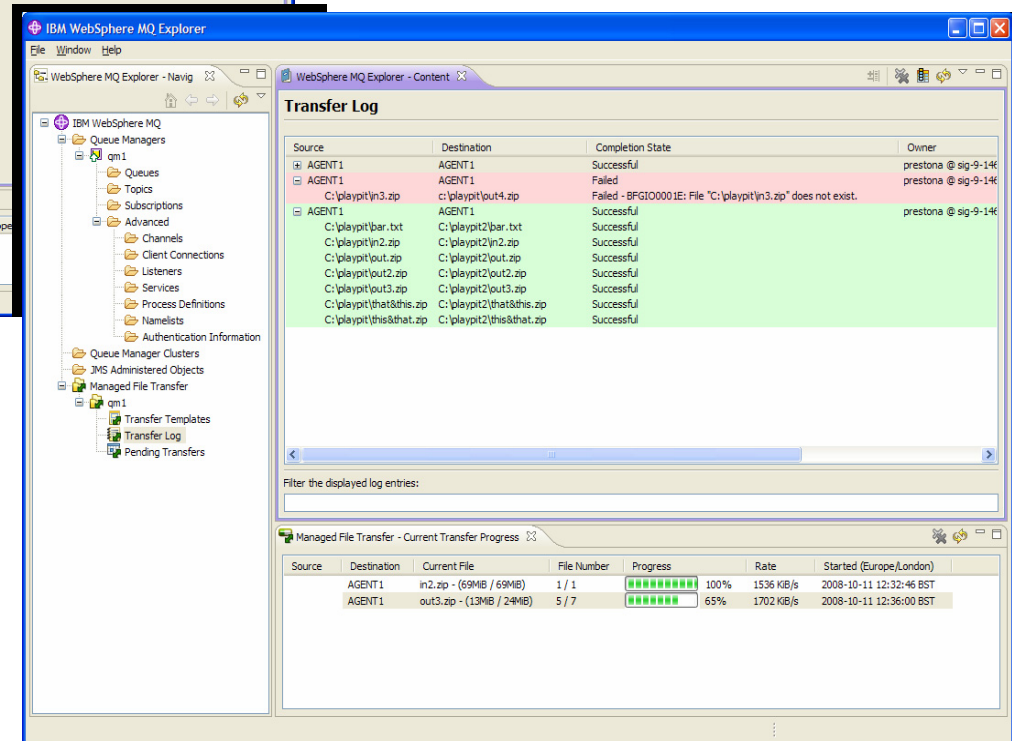 IBM WebSphere MQ Explorer
File Window Help
WebSphere MQ Explorer - Navig
IBM WebSphere MQ
Queue Managers
qm1
Queues
Topics
Subscriptions
Advanced
Channels
Client Connections
Listeners
Services
Process Definitions
Namelists
Authentication Information
Queue Manager Clusters
JMS Administered Objects
Managed File Transfer
qm1
Transfer Templates
Transfer Log
Pending Transfers
WebSphere MQ Explorer - Content
Transfer Log
Source Destination Completion State Owner
AGENT1 AGENT1 Successful prestona @ sig-9-146
AGENT1 AGENT1 Failed prestona @ sig-9-146
C:\playpit\in3.zip c:\playpit\out4.zip Failed - BFGIO0001E: File "C:\playpit\in3.zip" does not exist.
AGENT1 AGENT1 Successful prestona @ sig-9-146
C:\playpit\bar.txt C:\playpit2\bar.txt Successful
C:\playpit\in2.zip C:\playpit2\in2.zip Successful
C:\playpit\out.zip C:\playpit2\out.zip Successful
C:\playpit\out2.zip C:\playpit2\out2.zip Successful
C:\playpit\out3.zip C:\playpit2\out3.zip Successful
C:\playpit\that&this.zip C:\playpit2\that&this.zip Successful
C:\playpit\this&that.zip C:\playpit2\this&that.zip Successful
Filter the displayed log entries:
Managed File Transfer - Current Transfer Progress
Source Destination Current File File Number Progress Rate Started (Europe/London)
AGENT1 in2.zip - (69MiB / 69MiB) 1 / 1 100% 1536 KiB/s 2008-10-11 12:32:46 BST
AGENT1 out3.zip - (13MiB / 24MiB) 5 / 7 65% 1702 KiB/s 2008-10-11 12:36:00 BST